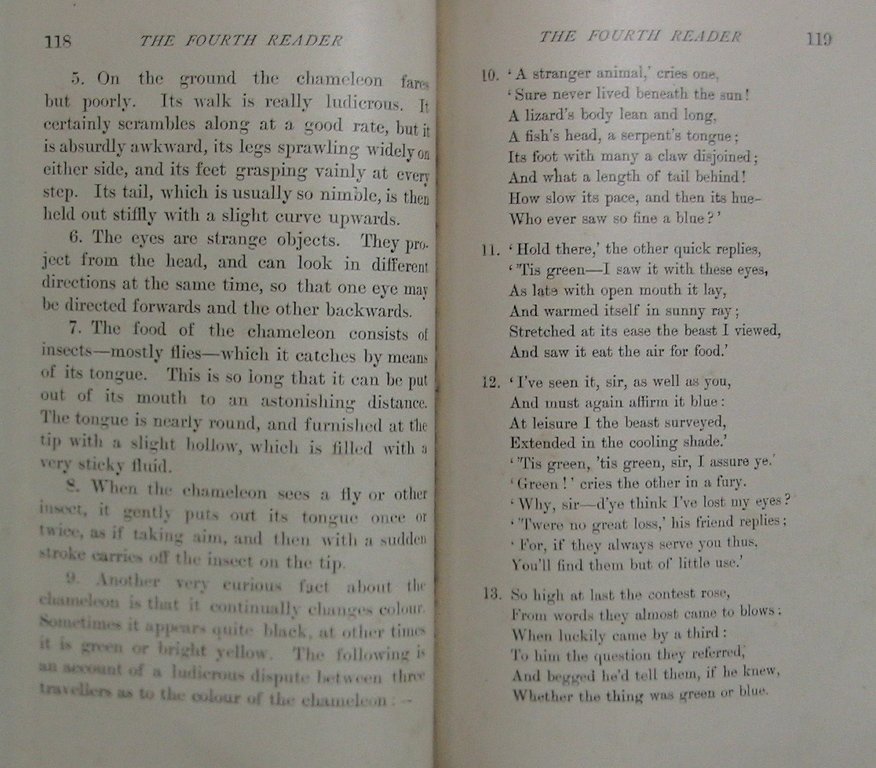 118 THE FOURTH READER
5. On the ground the chameleon fares
but poorly. Its walk is really ludicrous. It
certainly scrambles along at a good rate, but it
is absurdly awkward, its legs sprawling widely on
either side, and its feet grasping vainly at every
step. Its tail, which is usually so nimble, is then
held out stiffly with a slight curve upwards.
6. The eyes are strange objects. They pro-
ject from the head, and can look in different
directions at the same time, so that one eye may
be directed forwards and the other backwards.
7. The food of the chameleon consists of
insects—mostly flies—which it catches by means
of its tongue. This is so long that it can be put
out of its mouth to an astonishing distance.
The tongue is nearly round, and furnished at the
tip with a slight hollow, which is filled with a
very sticky fluid.
8. When the chameleon sees a fly or other
insect, it gently puts out its tongue once or
twice, as if taking aim, and then with a sudden
stroke carries off the insect on the tip.
9. Another very curious fact about the
chameleon is that it continually changes colour.
Sometimes it appears quite black, at other times
it is green or bright yellow. The following is
an account of a ludicrous dispute between three
travellers as to the colour of the chameleon:—
THE FOURTH READER 119
10. ‘A stranger animal,’ cries one,
‘Sure never lived beneath the sun!
A lizard's body lean and long,
A fish's head, a serpent's tongue;
Its foot with many a claw disjoined;
And what a length of tail behind!
How slow its pace, and then its hue–
Who ever saw so fine a blue?’
11. ‘Hold there,’ the other quick replies,
‘'Tis green—I saw it with these eyes,
As late with open mouth it lay,
And warmed itself in sunny ray;
Stretched at its ease the beast I viewed,
And saw it eat the air for food.’
12. ‘I've seen it, sir, as well as you,
And must again affirm it blue:
At leisure I the beast surveyed,
Extended in the cooling shade.’
‘'Tis green, 'tis green, sir, I assure ye.’
‘Green!’ cries the other in a fury.
‘Why, sir—d'ye think I've lost my eyes?
‘'Twere no great loss,’ his friend replies;
‘For, if they always serve you thus,
You'll find them but of little use.’
13. So high at last the contest rose,
From words they almost came to blows:
When luckily came by a third:
To him the question they referred,
And begged he'd tell them, if he knew,
Whether the thing was green or blue.